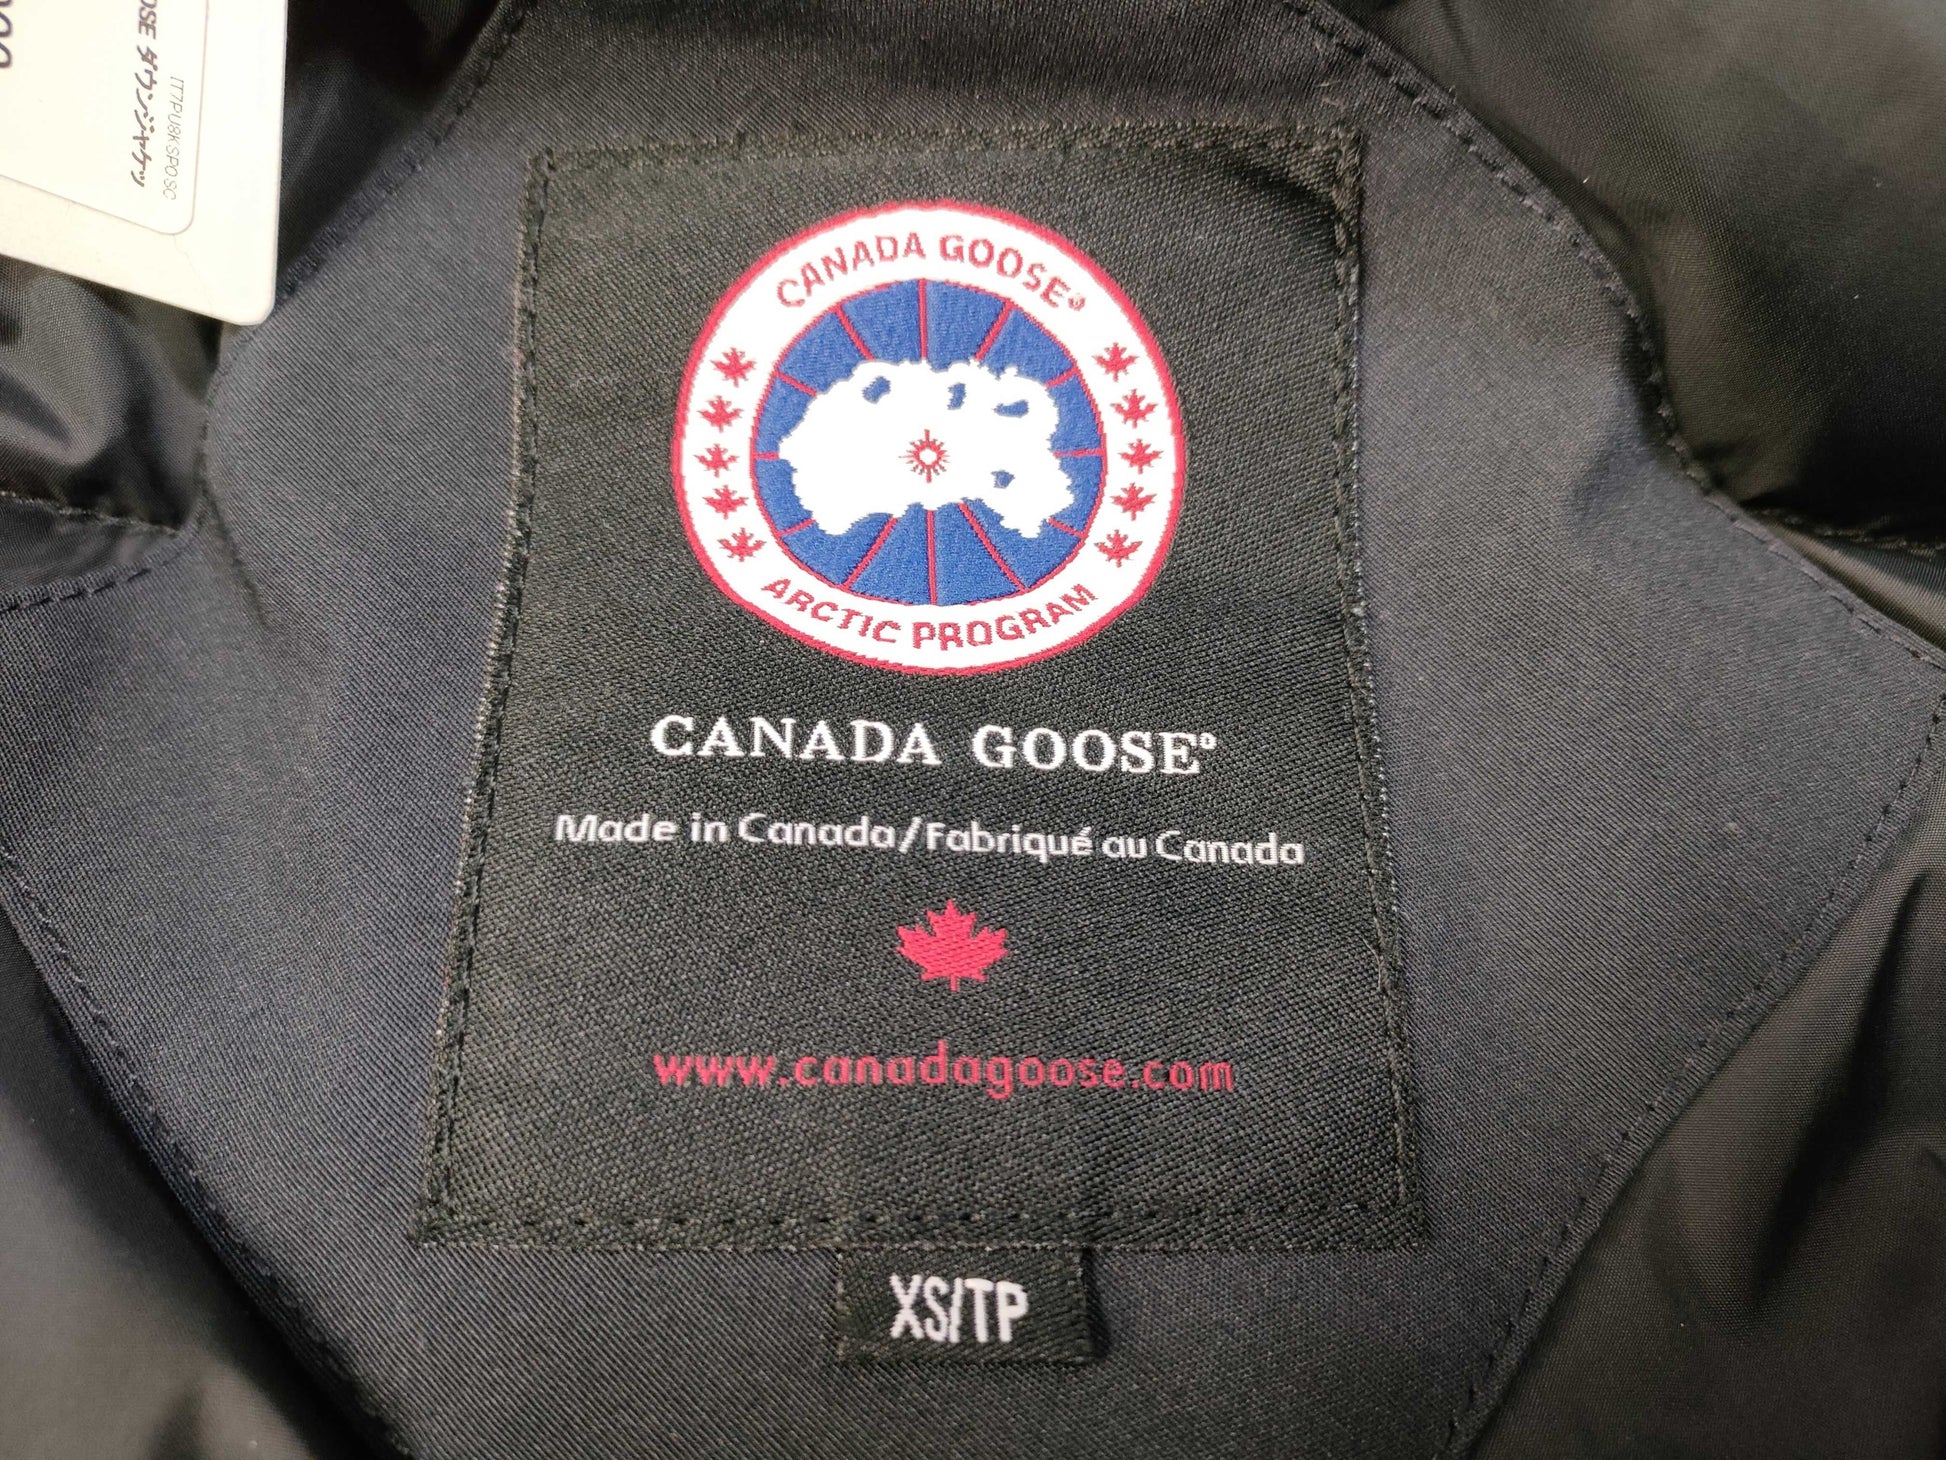 CANADA GOOSE®
ARCTIC PROGRAM
CANADA GOOSE®
Made in Canada/Fabriqué au Canada
www.canadagoose.com
XS/TP
ダウンジャケッ